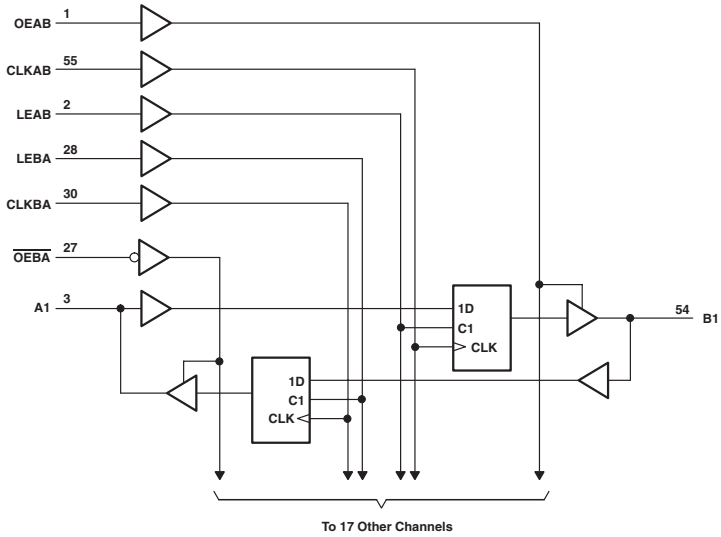 OEAB 1
CLKAB 55
LEAB 2
LEBA 28
CLKBA 30
OEBA 27
A1 3
1D
C1
CLK
54 B1
1D
C1
CLK
To 17 Other Channels